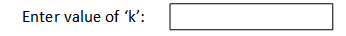 Enter value of ‘k’: